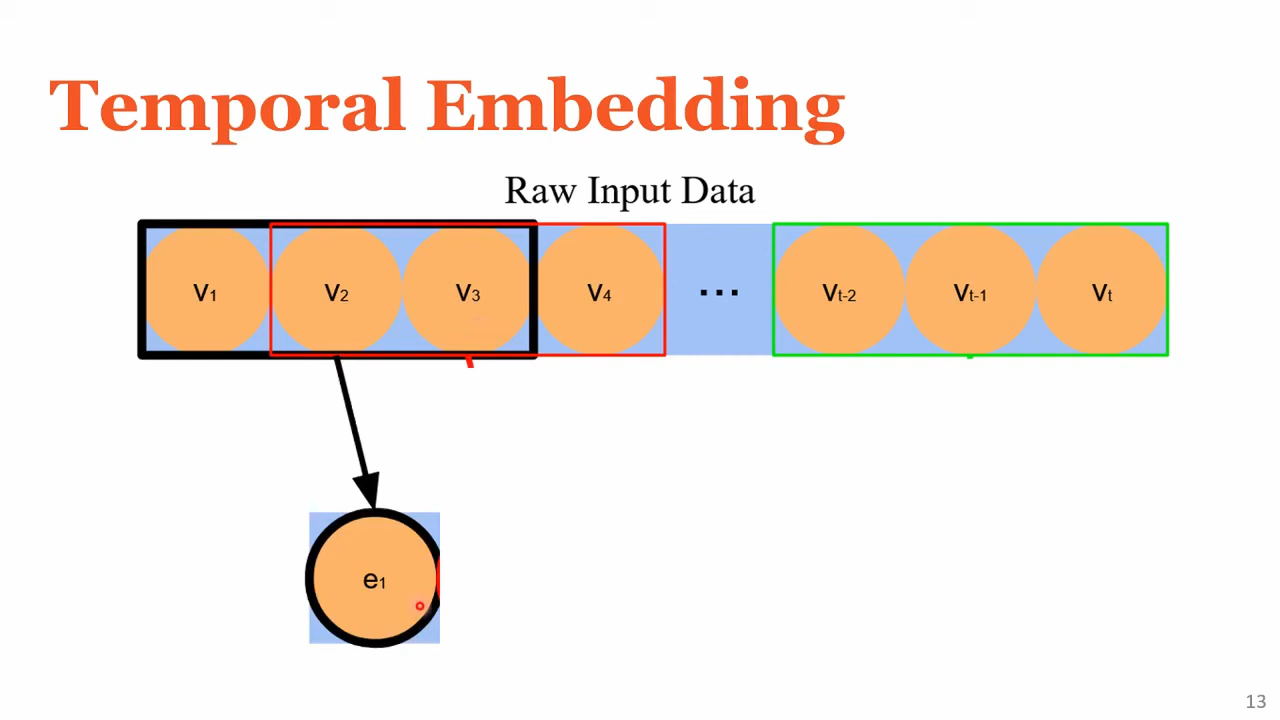 Temporal Embedding
Raw Input Data
v1 v2 v3 v4 ... vt-2 vt-1 vt
e1
13